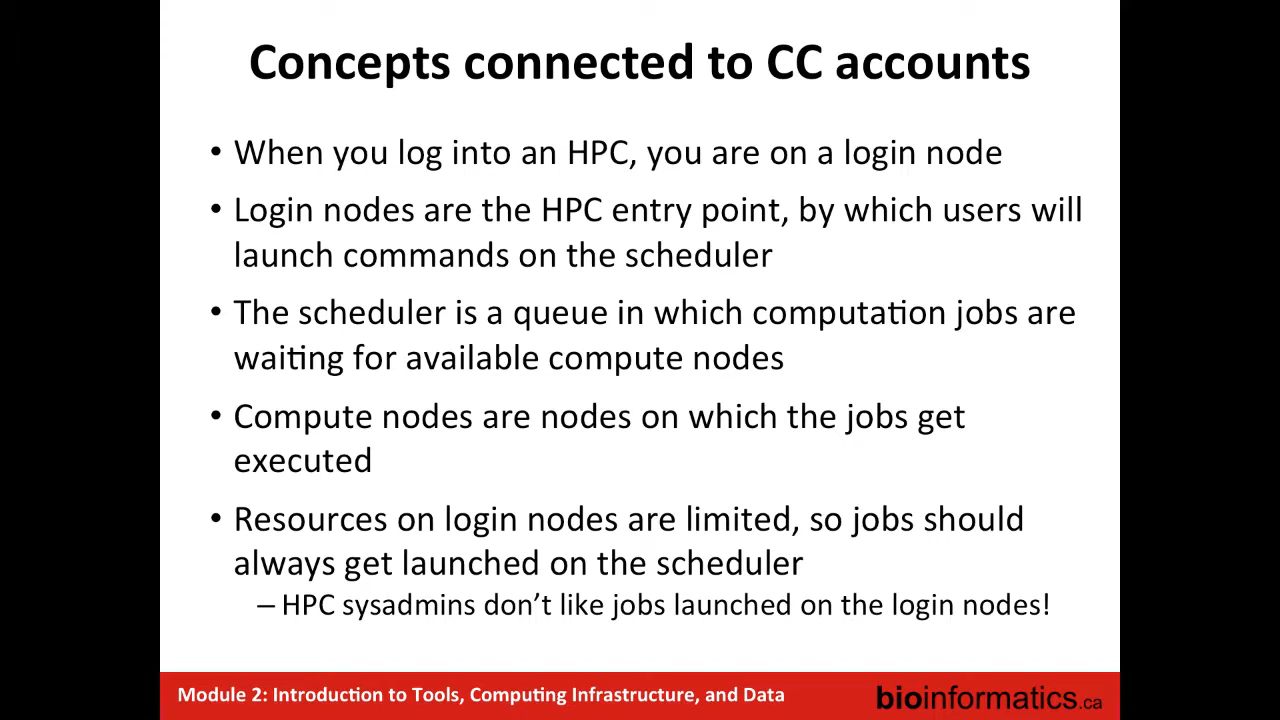 Concepts connected to CC accounts
• When you log into an HPC, you are on a login node
• Login nodes are the HPC entry point, by which users will
launch commands on the scheduler
• The scheduler is a queue in which computation jobs are
waiting for available compute nodes
• Compute nodes are nodes on which the jobs get
executed
• Resources on login nodes are limited, so jobs should
always get launched on the scheduler
– HPC sysadmins don’t like jobs launched on the login nodes!
Module 2: Introduction to Tools, Computing Infrastructure, and Data
bioinformatics.ca